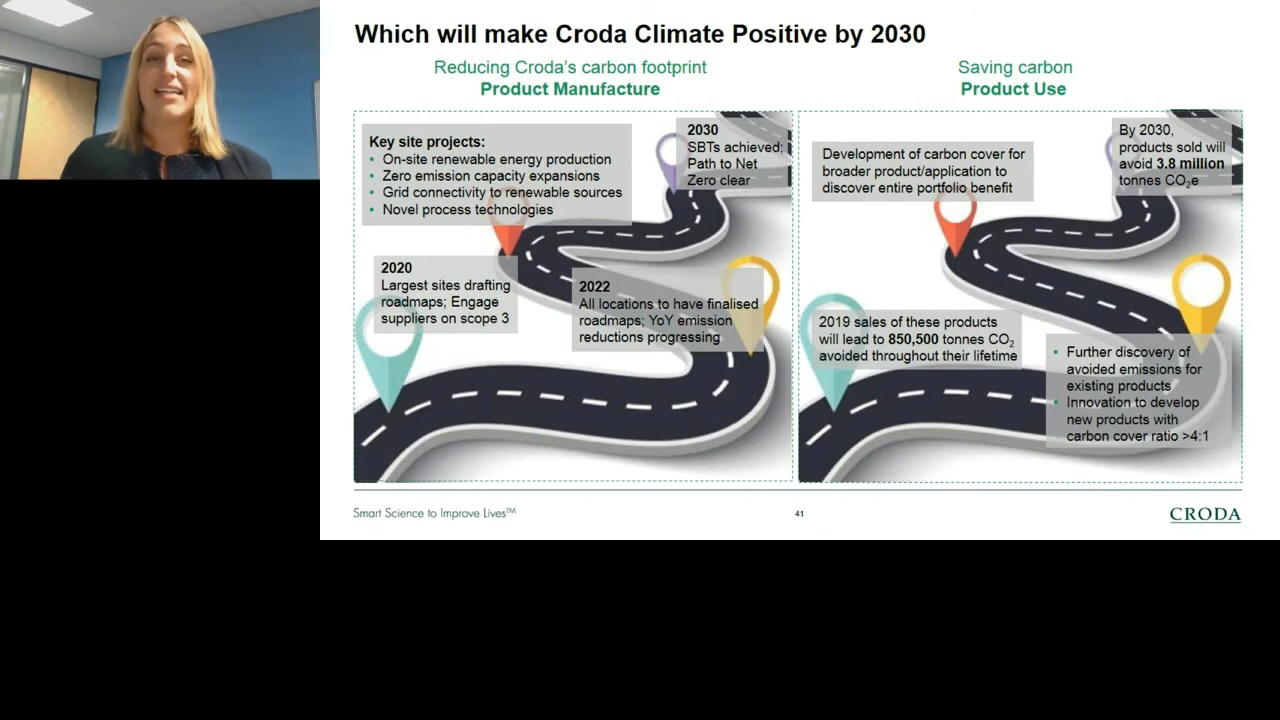 Which will make Croda Climate Positive by 2030
Reducing Croda's carbon footprint
Product Manufacture
Key site projects:
• On-site renewable energy production
• Zero emission capacity expansions
• Grid connectivity to renewable sources
• Novel process technologies
2030
SBTs achieved;
Path to Net
Zero clear
2020
Largest sites drafting
roadmaps; Engage
suppliers on scope 3
2022
All locations to have finalised
roadmaps; YoY emission
reductions progressing
Saving carbon
Product Use
Development of carbon cover for
broader product/application to
discover entire portfolio benefit
By 2030,
products sold will
avoid 3.8 million
tonnes CO₂e
2019 sales of these products
will lead to 850,500 tonnes CO₂
avoided throughout their lifetime
• Further discovery of
avoided emissions for
existing products
• Innovation to develop
new products with
carbon cover ratio >4:1
Smart Science to Improve Lives™
41
CRODA